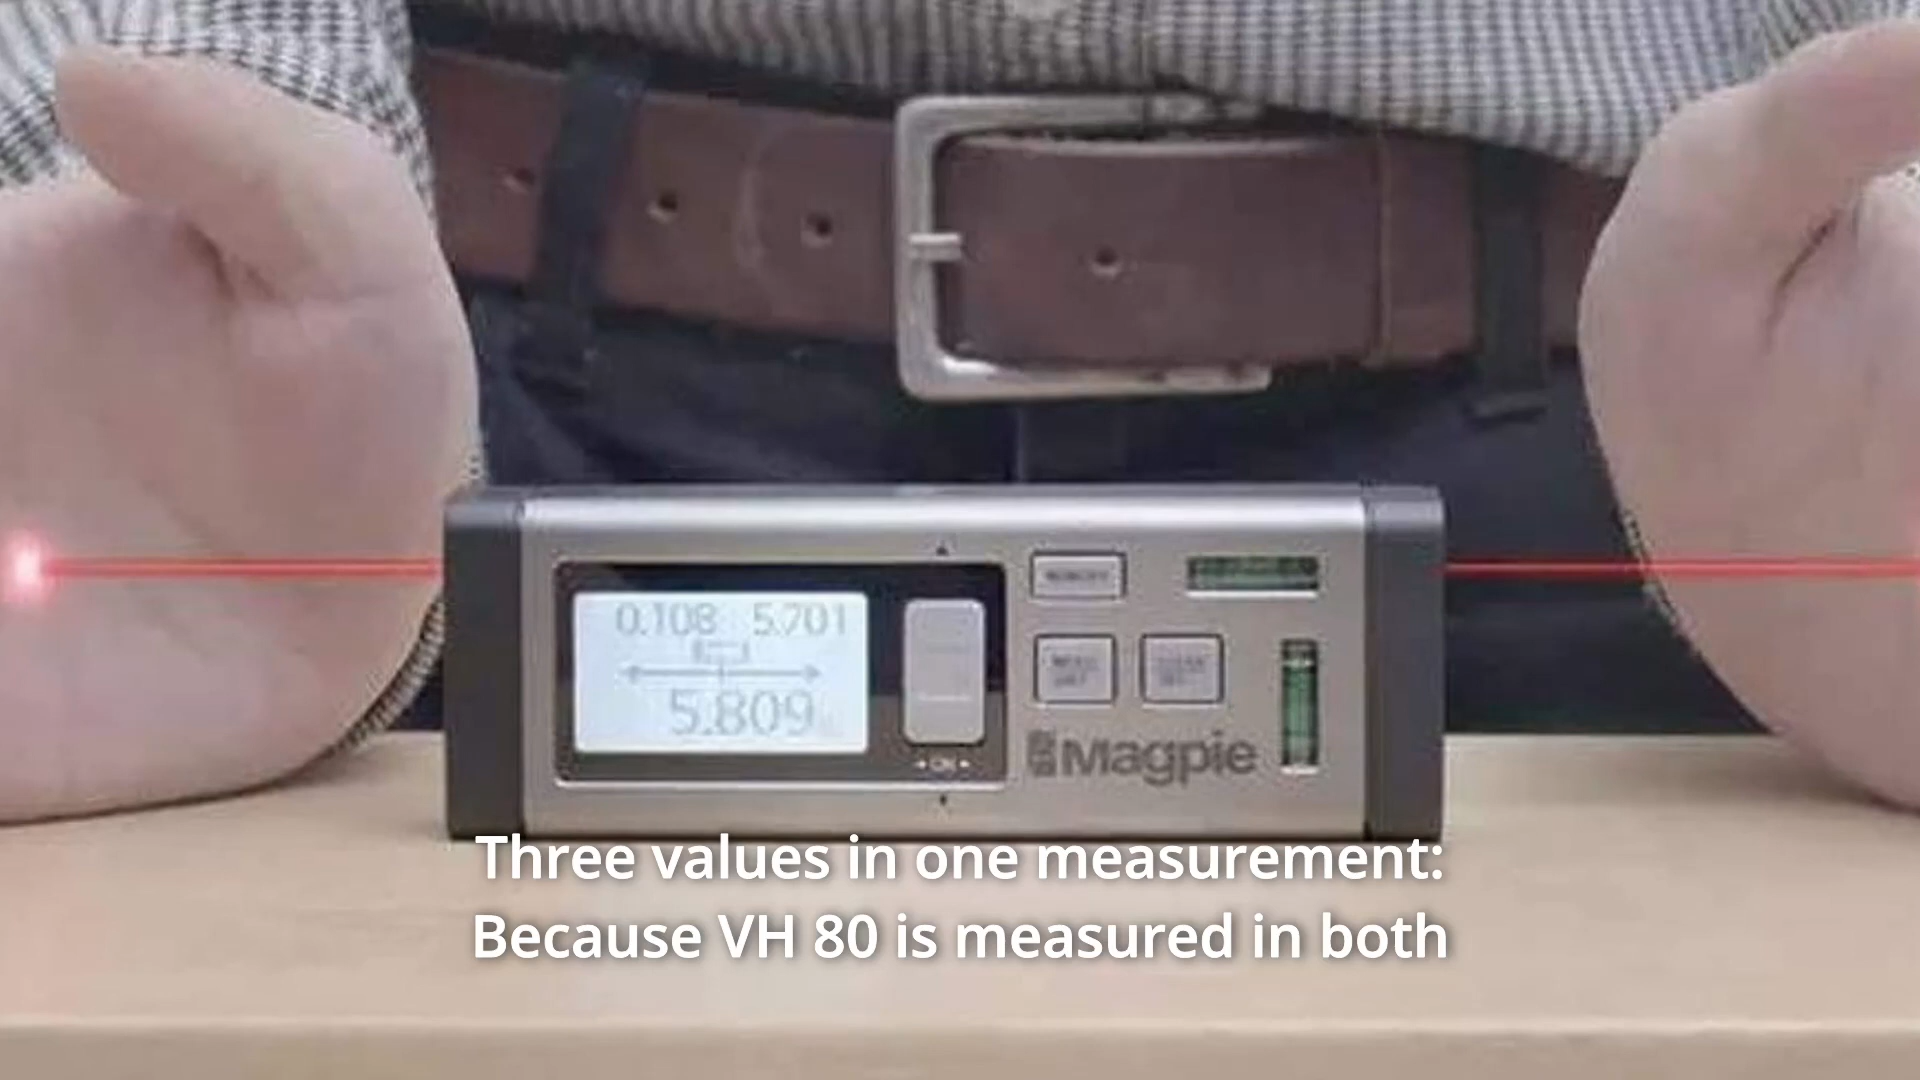 0.108 5.701
5.809
Magpie
Three values in one measurement:
Because VH 80 is measured in both